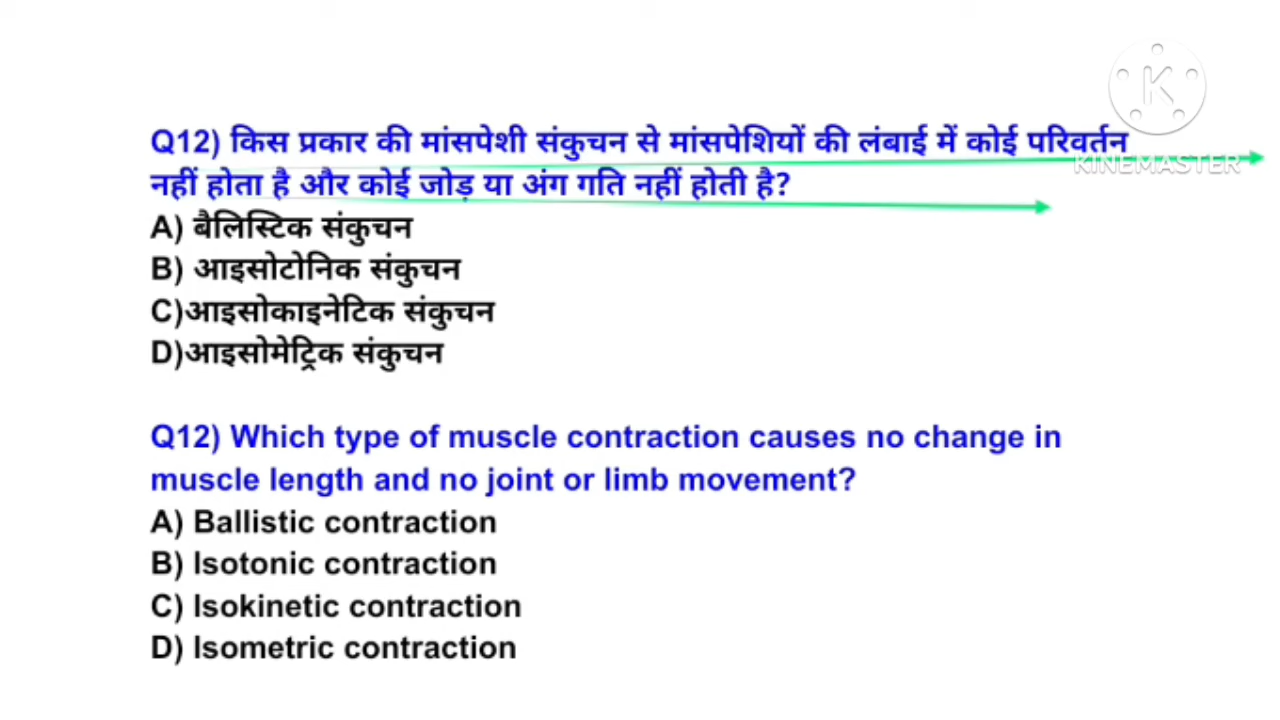 Q12) किस प्रकार की मांसपेशी संकुचन से मांसपेशियों की लंबाई में कोई परिवर्तन
नहीं होता है और कोई जोड़ या अंग गति नहीं होती है?
A) बैलिस्टिक संकुचन
B) आइसोटोनिक संकुचन
C)आइसोकाइनेटिक संकुचन
D)आइसोमेट्रिक संकुचन
Q12) Which type of muscle contraction causes no change in
muscle length and no joint or limb movement?
A) Ballistic contraction
B) Isotonic contraction
C) Isokinetic contraction
D) Isometric contraction
K
KINEMASTER